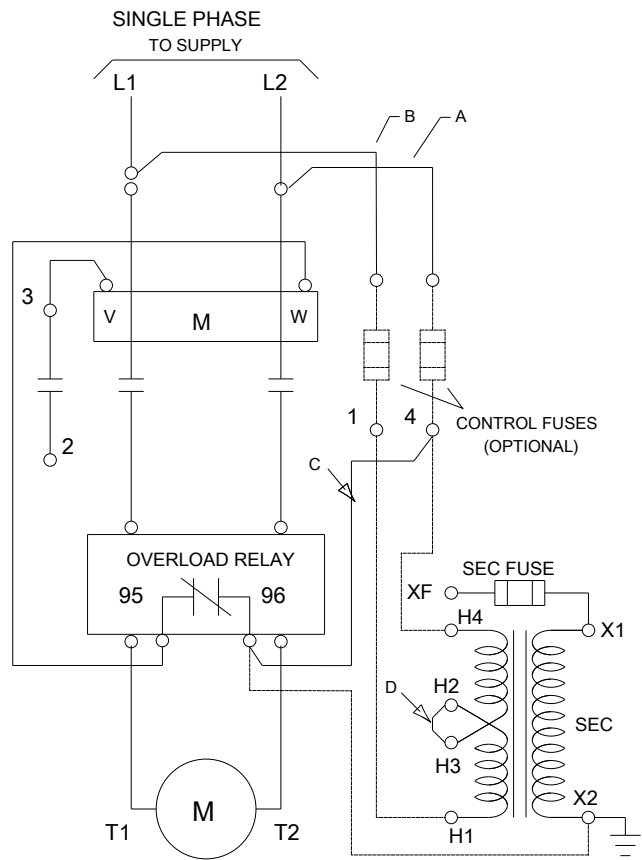 SINGLE PHASE
TO SUPPLY
L1 L2
B A
3
V M W
2
1 4
CONTROL FUSES
(OPTIONAL)
C
OVERLOAD RELAY
95 96
SEC FUSE
XF
H4 X1
D H2
SEC
H3
X2
H1
M
T1 T2